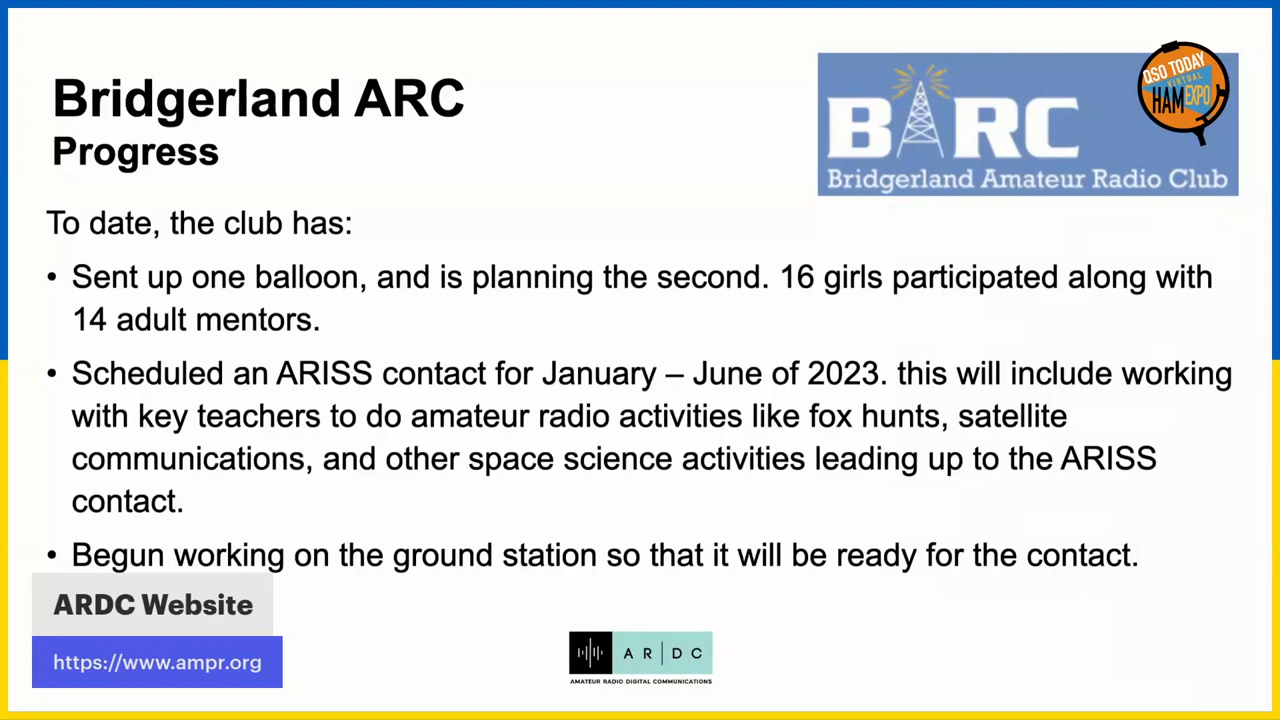 Bridgerland ARC
Progress
BARC
Bridgerland Amateur Radio Club
QSO TODAY
VIRTUAL
HAM EXPO
To date, the club has:
• Sent up one balloon, and is planning the second. 16 girls participated along with
14 adult mentors.
• Scheduled an ARISS contact for January – June of 2023. this will include working
with key teachers to do amateur radio activities like fox hunts, satellite
communications, and other space science activities leading up to the ARISS
contact.
• Begun working on the ground station so that it will be ready for the contact.
ARDC Website
https://www.ampr.org
AR|DC
AMATEUR RADIO DIGITAL COMMUNICATIONS